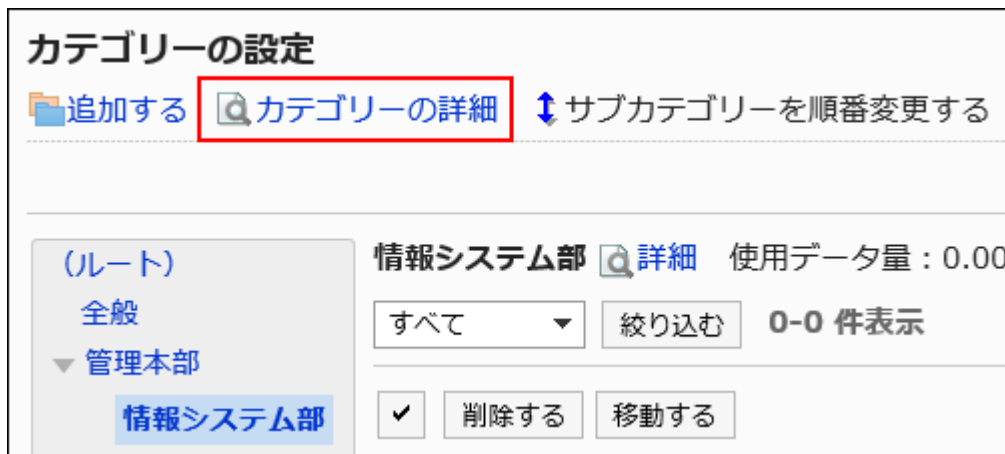 カテゴリーの設定
追加する カテゴリーの詳細 サブカテゴリーを順番変更する
(ルート)
全般
管理本部
情報システム部
情報システム部 詳細 使用データ量 : 0.00
すべて 絞り込む 0-0 件表示
削除する 移動する